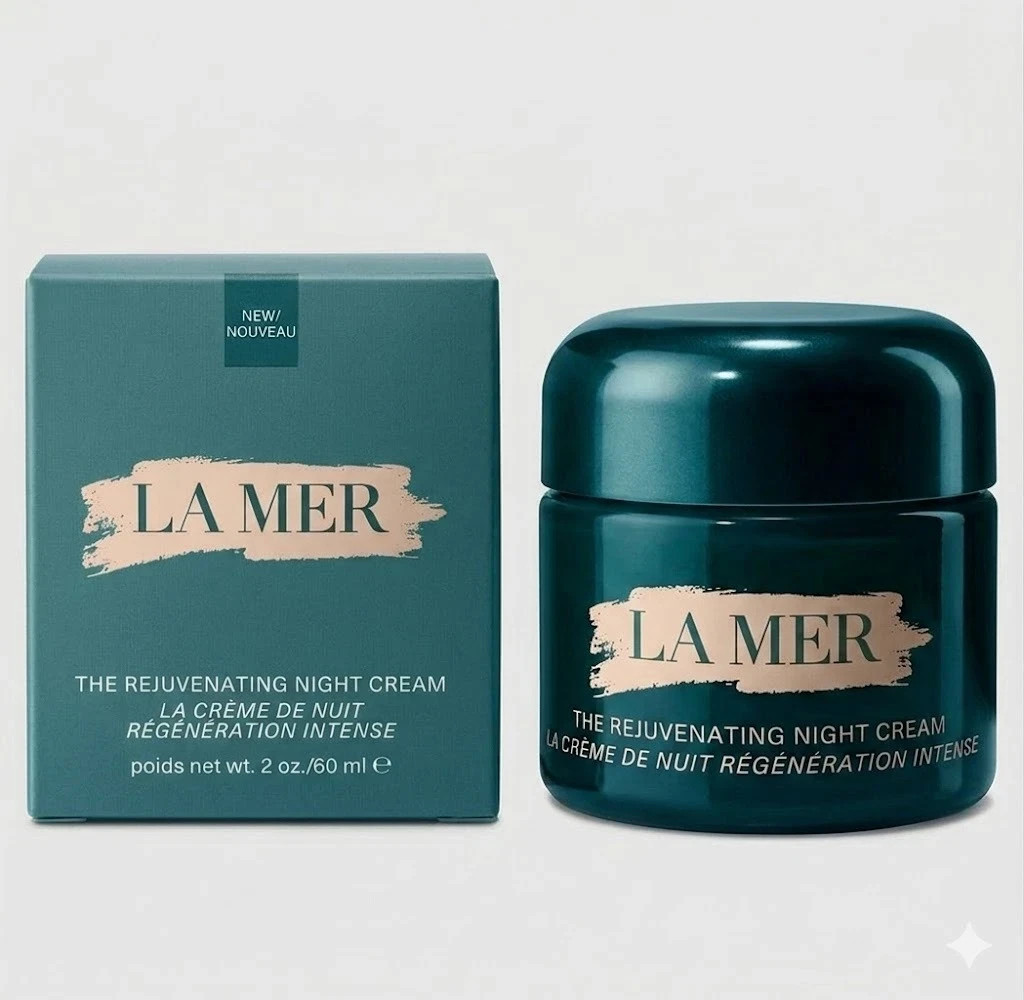 NEW/
NOUVEAU
LA MER
THE REJUVENATING NIGHT CREAM
LA CRÈME DE NUIT
RÉGÉNÉRATION INTENSE
poids net wt. 2 oz./60 ml ℮
LA MER
THE REJUVENATING NIGHT CREAM
LA CRÈME DE NUIT RÉGÉNÉRATION INTENSE